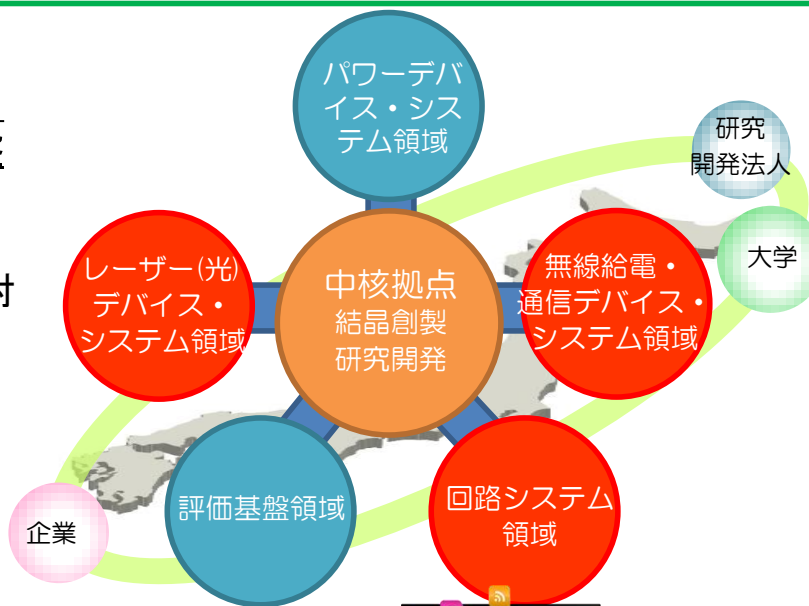 パワーデバ
イス・シス
テム領域
研究
開発法人
大学
レーザー(光)
デバイス・
システム領域
中核拠点
結晶創製
研究開発
無線給電・
通信デバイス・
システム領域
評価基盤領域
回路システム
領域
企業